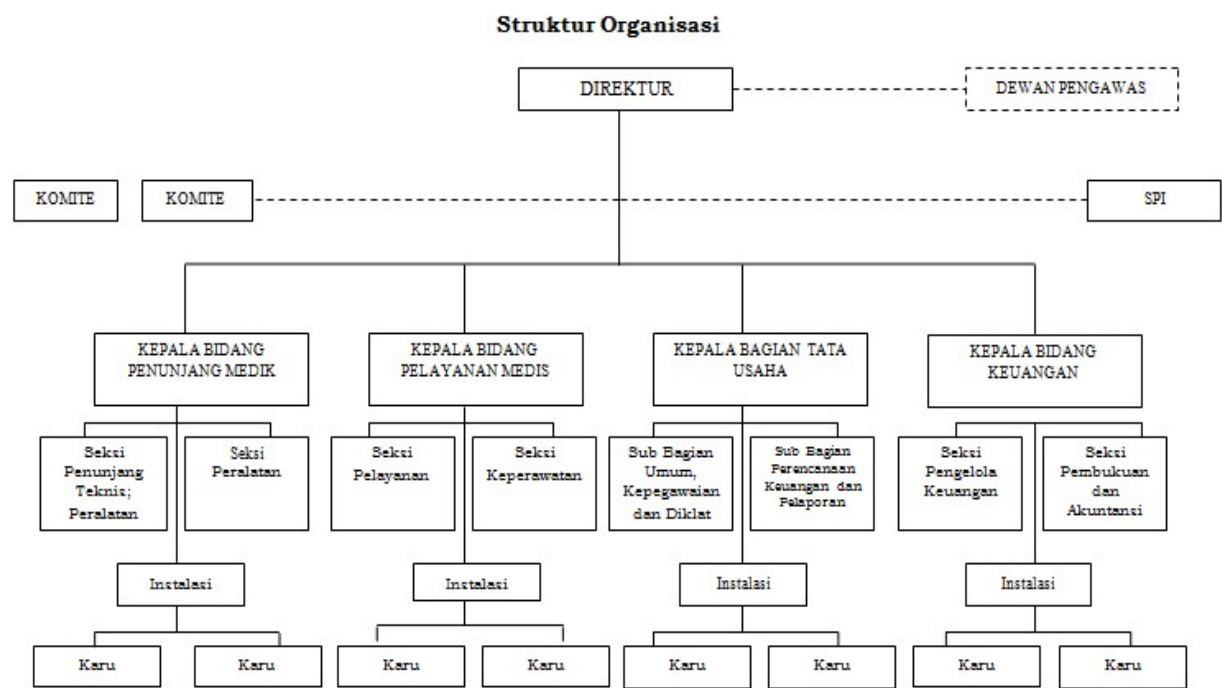 Struktur Organisasi
DIREKTUR
DEWAN PENGAWAS
KOMITE
KOMITE
SPI
KEPALA BIDANG
PENUNJANG MEDIK
KEPALA BIDANG
PELAYANAN MEDIS
KEPALA BAGIAN TATA
USAHA
KEPALA BIDANG
KEUANGAN
Seksi
Penunjang
Teknis;
Peralatan
Seksi
Peralatan
Seksi
Pelayanan
Seksi
Keperawatan
Sub Bagian
Umum,
Kepegawaian
dan Diklat
Sub Bagian
Perencanaan
Keuangan dan
Pelaporan
Seksi
Pengelola
Keuangan
Seksi
Pembukuan
dan
Akuntansi
Instalasi
Instalasi
Instalasi
Instalasi
Karu
Karu
Karu
Karu
Karu
Karu
Karu
Karu